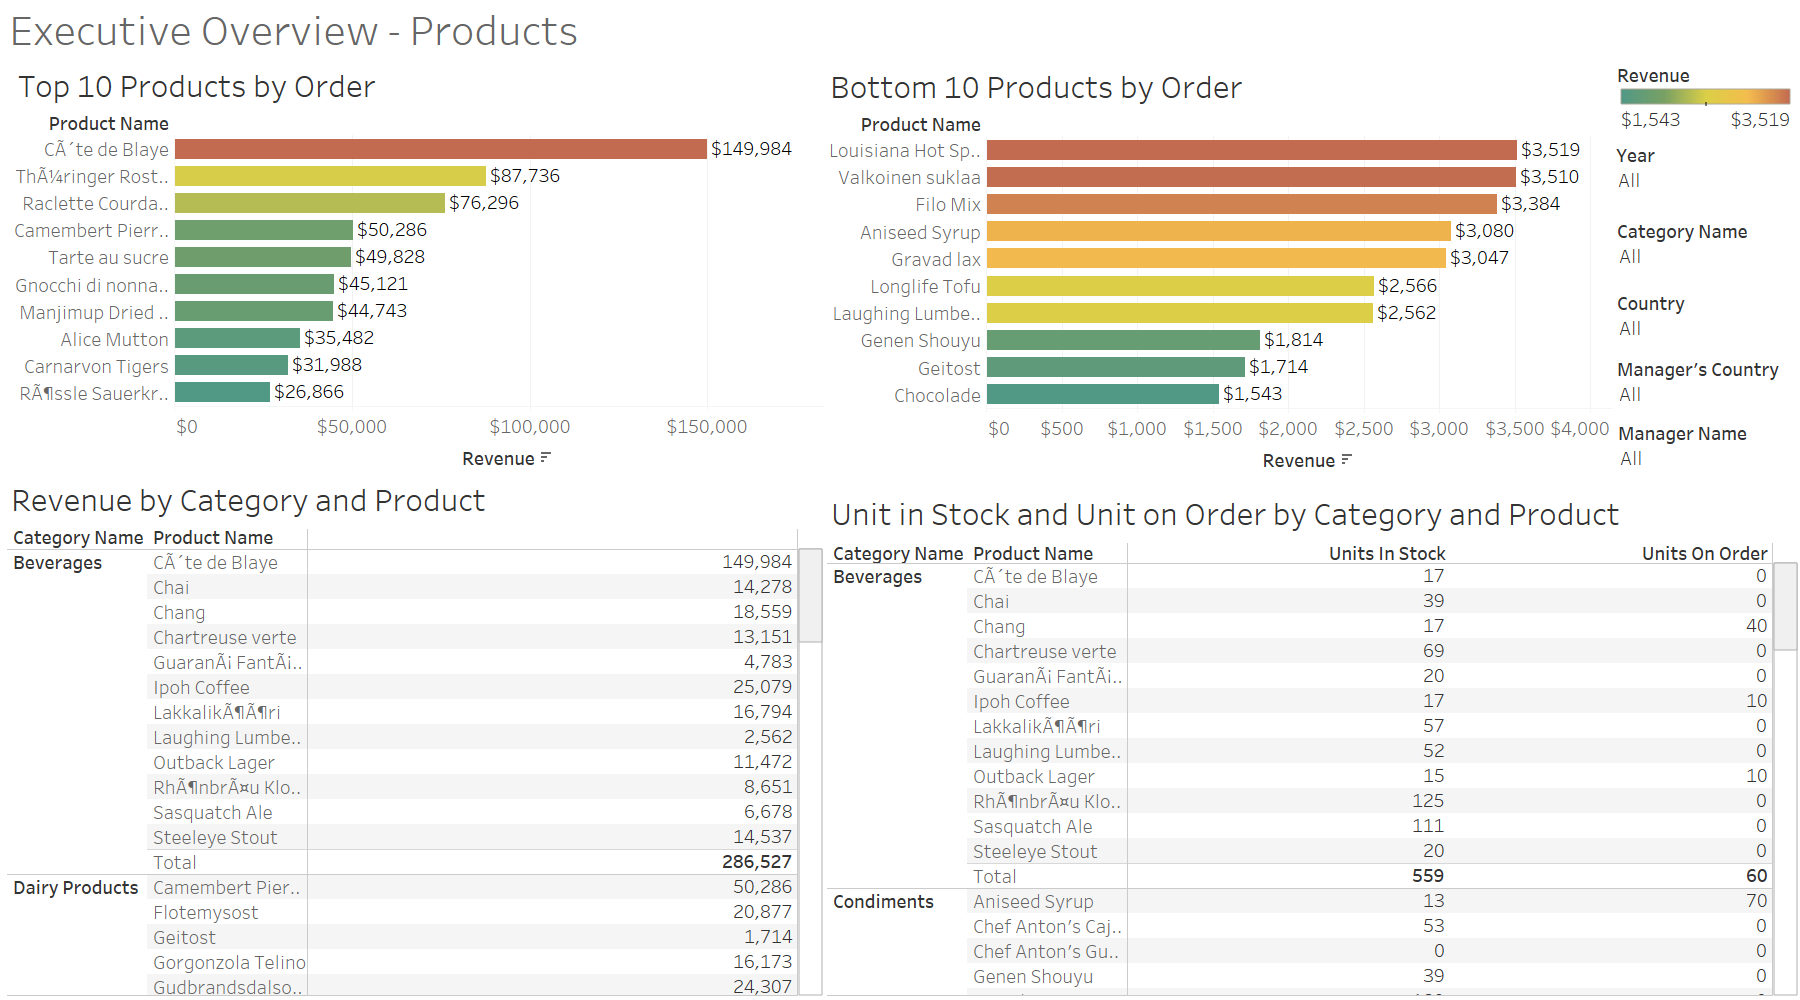 Executive Overview - Products
Top 10 Products by Order
Product Name
CÃ´te de Blaye $149,984
ThÃ¼ringer Rost.. $87,736
Raclette Courda.. $76,296
Camembert Pierr.. $50,286
Tarte au sucre $49,828
Gnocchi di nonna.. $45,121
Manjimup Dried .. $44,743
Alice Mutton $35,482
Carnarvon Tigers $31,988
RÃ¶ssle Sauerkr.. $26,866
$0 $50,000 $100,000 $150,000
Revenue
Bottom 10 Products by Order
Product Name
Louisiana Hot Sp.. $3,519
Valkoinen suklaa $3,510
Filo Mix $3,384
Aniseed Syrup $3,080
Gravad lax $3,047
Longlife Tofu $2,566
Laughing Lumbe.. $2,562
Genen Shouyu $1,814
Geitost $1,714
Chocolade $1,543
$0 $500 $1,000 $1,500 $2,000 $2,500 $3,000 $3,500 $4,000
Revenue
Revenue
$1,543 $3,519
Year
All
Category Name
All
Country
All
Manager's Country
All
Manager Name
All
Revenue by Category and Product
Category Name Product Name
Beverages CÃ´te de Blaye 149,984
Chai 14,278
Chang 18,559
Chartreuse verte 13,151
GuaranÃ¡ FantÃ¡.. 4,783
Ipoh Coffee 25,079
LakkalikÃ¶Ã¶ri 16,794
Laughing Lumbe.. 2,562
Outback Lager 11,472
RhÃ¶nbrÃ¤u Klo.. 8,651
Sasquatch Ale 6,678
Steeleye Stout 14,537
Total 286,527
Dairy Products Camembert Pier.. 50,286
Flotemysost 20,877
Geitost 1,714
Gorgonzola Telino 16,173
Gudbrandsdalso.. 24,307
Unit in Stock and Unit on Order by Category and Product
Category Name Product Name Units In Stock Units On Order
Beverages CÃ´te de Blaye 17 0
Chai 39 0
Chang 17 40
Chartreuse verte 69 0
GuaranÃ¡ FantÃ¡.. 20 0
Ipoh Coffee 17 10
LakkalikÃ¶Ã¶ri 57 0
Laughing Lumbe.. 52 0
Outback Lager 15 10
RhÃ¶nbrÃ¤u Klo.. 125 0
Sasquatch Ale 111 0
Steeleye Stout 20 0
Total 559 60
Condiments Aniseed Syrup 13 70
Chef Anton's Caj.. 53 0
Chef Anton's Gu.. 0 0
Genen Shouyu 39 0